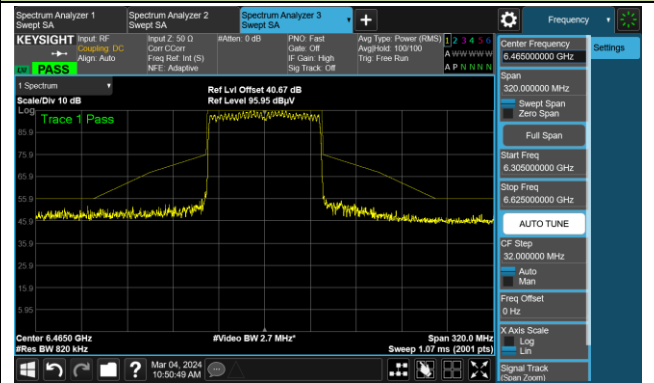 Spectrum Analyzer 1
Swept SA
Spectrum Analyzer 2
Swept SA
Spectrum Analyzer 3
Swept SA
Frequency
KEYSIGHT
Input: RF
Coupling: DC
Align: Auto
Input Z: 50 Ω
Corr CCorr
Freq Ref: Int (S)
NFE: Adaptive
#Atten: 0 dB
PNO: Fast
Gate: Off
IF Gain: High
Sig Track: Off
Avg Type: Power (RMS)
Avg|Hold: 100/100
Trig: Free Run
1 2 3 4 5 6
A W W W W W
A P N N N N
PASS
1 Spectrum
Scale/Div 10 dB
Ref Lvl Offset 40.67 dB
Ref Level 95.95 dBµV
Log
Trace 1 Pass
85.9
75.9
65.9
55.9
45.9
35.9
25.9
15.9
5.95
Center 6.4650 GHz
#Res BW 820 kHz
#Video BW 2.7 MHz*
Span 320.0 MHz
Sweep 1.07 ms (2001 pts)
Mar 04, 2024
10:50:49 AM
Center Frequency
6.465000000 GHz
Settings
Span
320.000000 MHz
Swept Span
Zero Span
Full Span
Start Freq
6.305000000 GHz
Stop Freq
6.625000000 GHz
AUTO TUNE
CF Step
32.000000 MHz
Auto
Man
Freq Offset
0 Hz
X Axis Scale
Log
Lin
Signal Track
(Span Zoom)